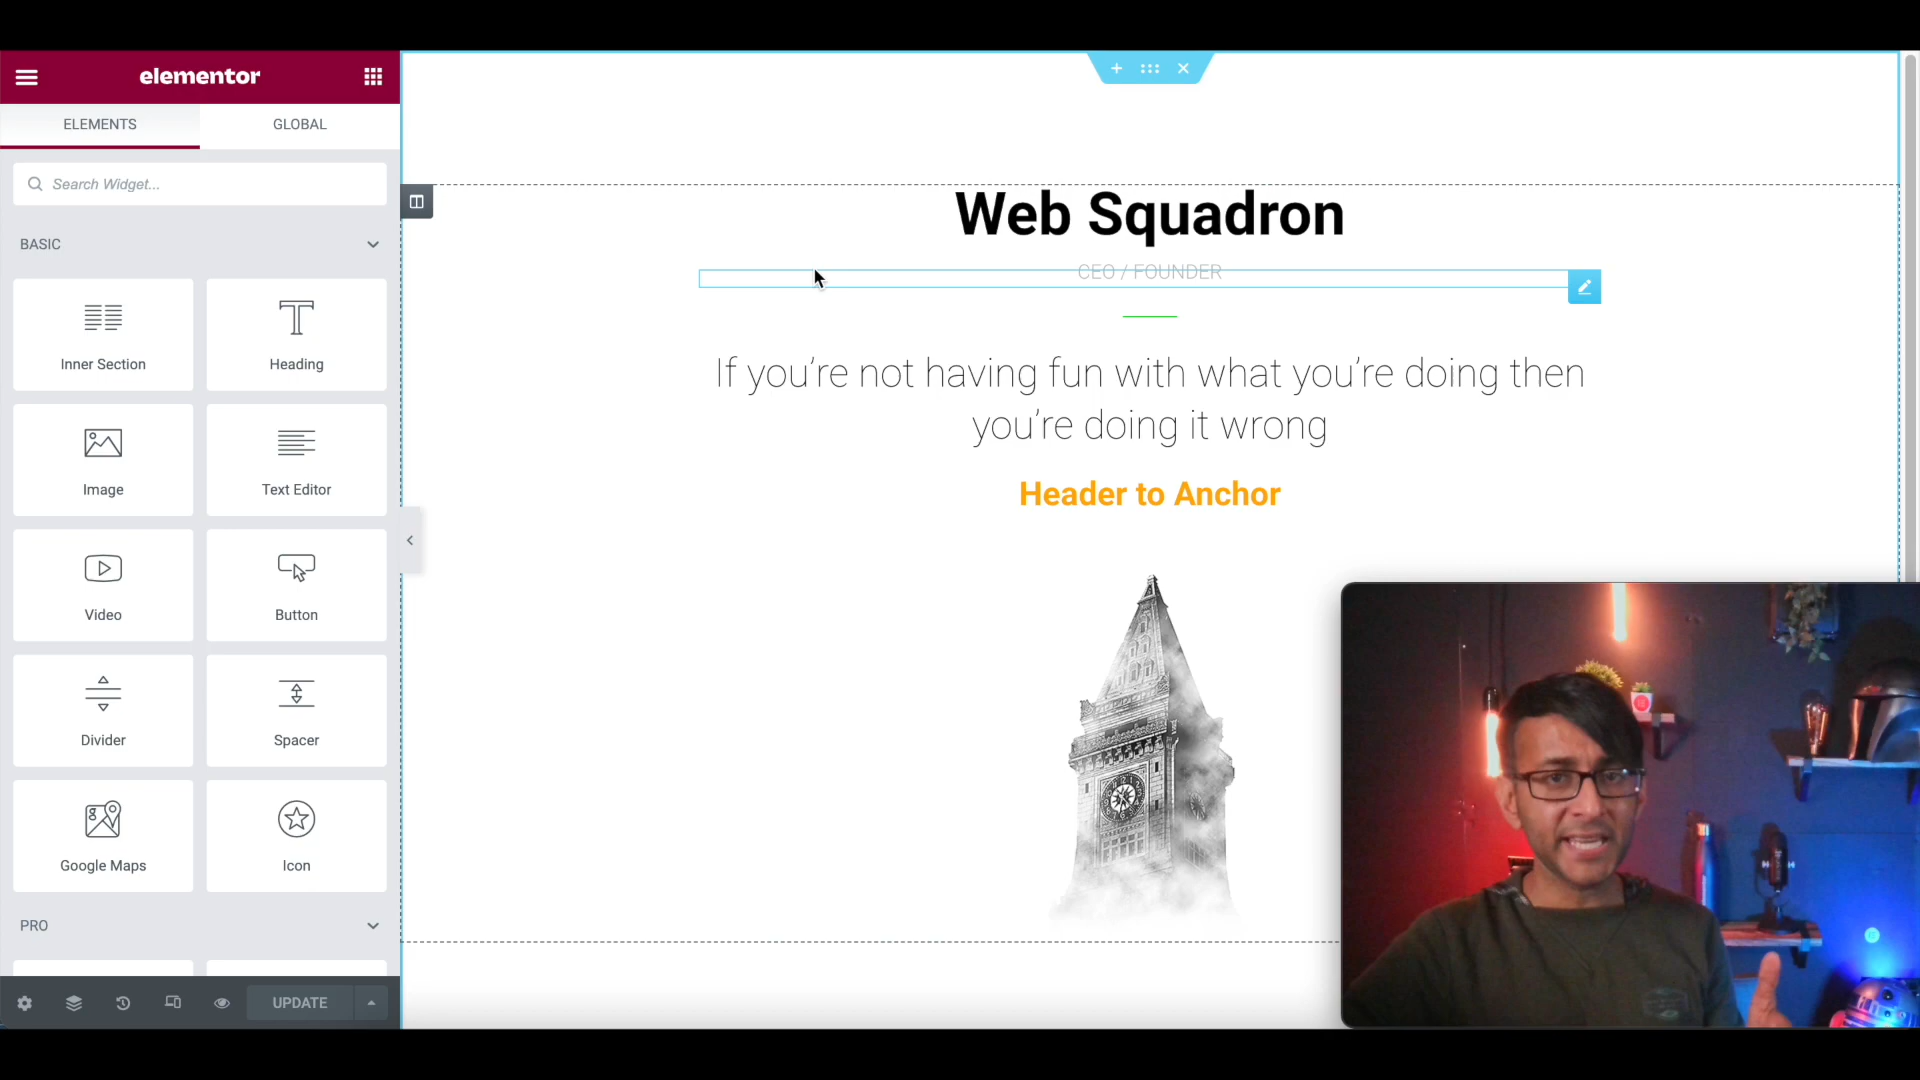 elementor
ELEMENTS
GLOBAL
Search Widget...
BASIC
Inner Section
Heading
Image
Text Editor
Video
Button
Divider
Spacer
Google Maps
Icon
PRO
UPDATE
Web Squadron
CEO / FOUNDER
If you’re not having fun with what you’re doing then
you’re doing it wrong
Header to Anchor